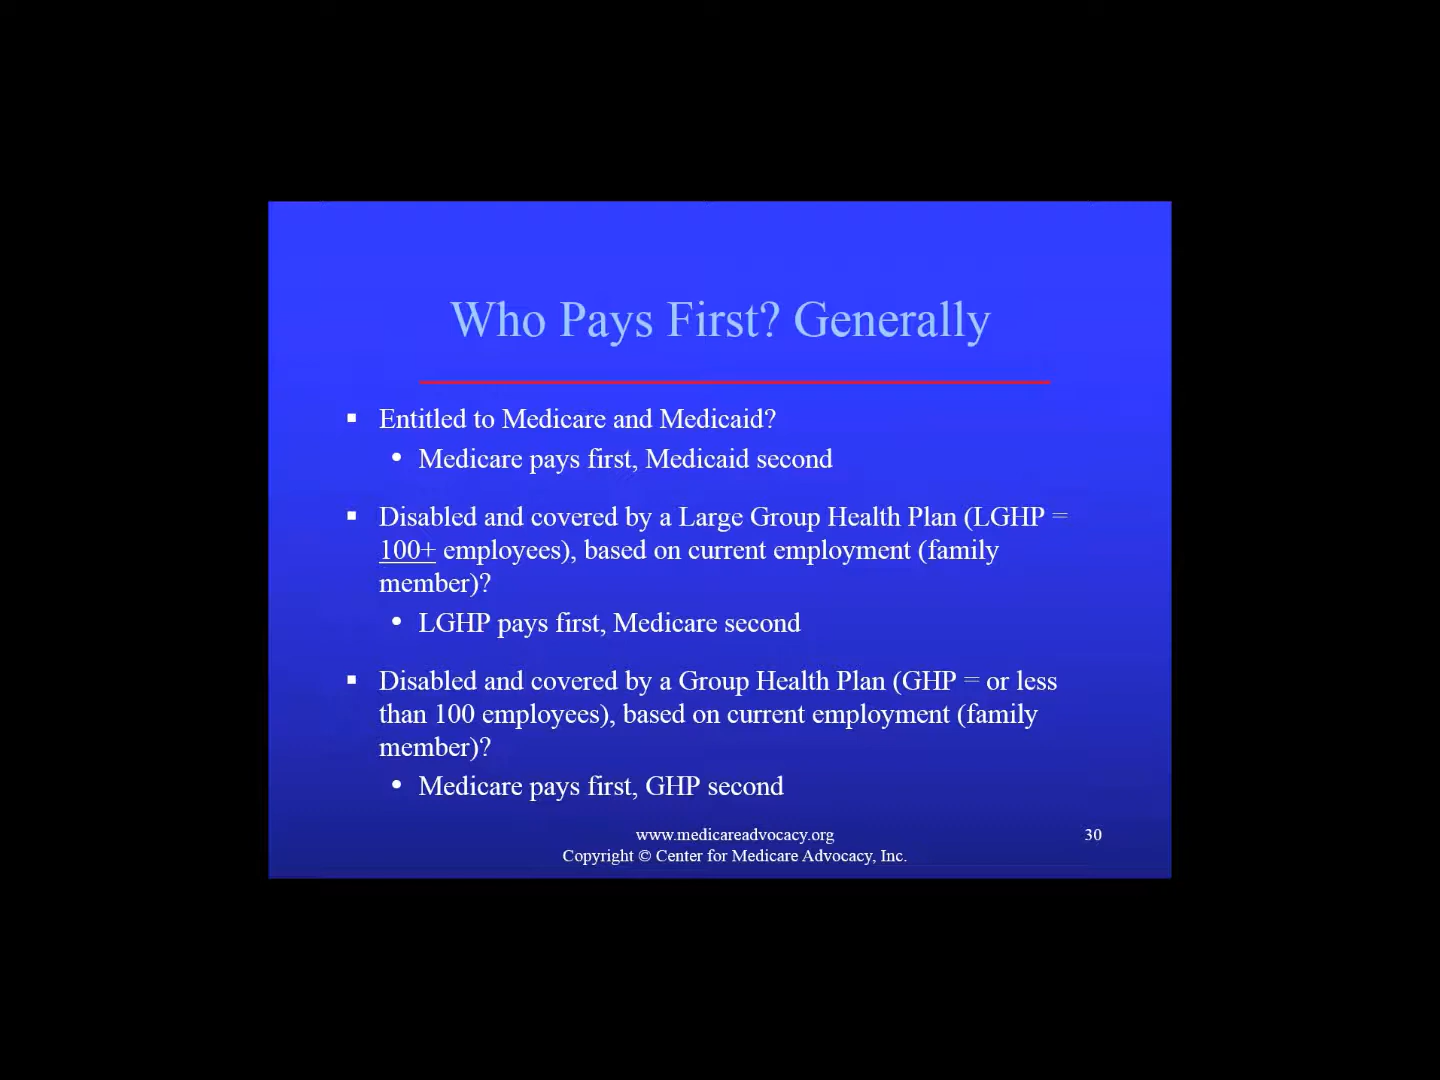 Who Pays First? Generally
▪ Entitled to Medicare and Medicaid?
• Medicare pays first, Medicaid second
▪ Disabled and covered by a Large Group Health Plan (LGHP =
100+ employees), based on current employment (family
member)?
• LGHP pays first, Medicare second
▪ Disabled and covered by a Group Health Plan (GHP = or less
than 100 employees), based on current employment (family
member)?
• Medicare pays first, GHP second
www.medicareadvocacy.org
30
Copyright © Center for Medicare Advocacy, Inc.